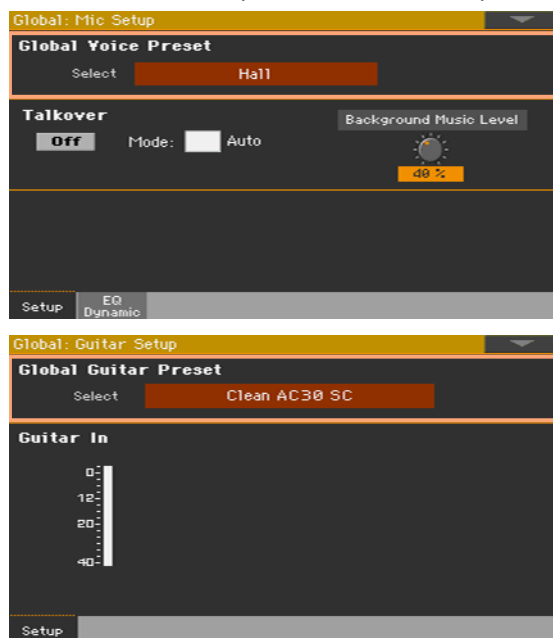 Global: Mic Setup
Global Voice Preset
Select Hall
Talkover
Background Music Level
Off Mode: Auto
40 %
Setup EQ
Dynamic
Global: Guitar Setup
Global Guitar Preset
Select Clean AC30 SC
Guitar In
0
12
20
40
Setup